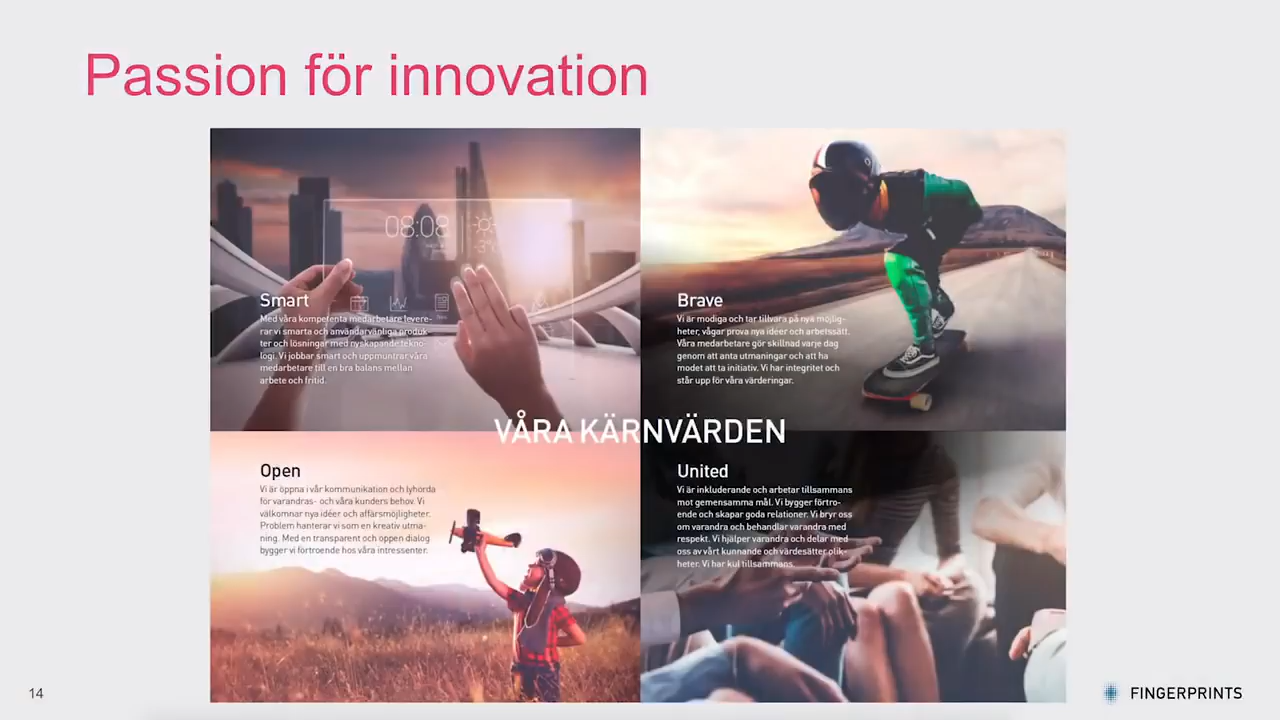 Passion för innovation
08:08
-3°
Smart
Med våra kompetenta medarbetare levere-
rar vi smarta och användarvänliga produk-
ter och lösningar med nyskapande tekno-
logi. Vi jobbar smart och uppmuntrar våra
medarbetare till en bra balans mellan
arbete och fritid.
Brave
Vi är modiga och tar tillvara på nya möjlig-
heter, vågar prova nya idéer och arbetssätt.
Våra medarbetare gör skillnad varje dag
genom att anta utmaningar och att ha
modet att ta initiativ. Vi har integritet och
står upp för våra värderingar.
VÅRA KÄRNVÄRDEN
Open
Vi är öppna i vår kommunikation och lyhörda
för varandras- och våra kunders behov. Vi
välkomnar nya idéer och affärsmöjligheter.
Problem hanterar vi som en kreativ utma-
ning. Med en transparent och öppen dialog
bygger vi förtroende hos våra intressenter.
United
Vi är inkluderande och arbetar tillsammans
mot gemensamma mål. Vi bygger förtro-
ende och skapar goda relationer. Vi bryr oss
om varandra och behandlar varandra med
respekt. Vi hjälper varandra och delar med
oss av vårt kunnande och värdesätter olik-
heter. Vi har kul tillsammans.
14
FINGERPRINTS